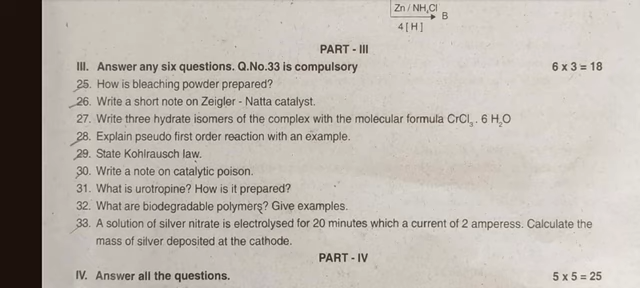 Zn / NH₄Cl
B
4 [ H ]
PART - III
III. Answer any six questions. Q.No.33 is compulsory 6 x 3 = 18
25. How is bleaching powder prepared?
26. Write a short note on Zeigler - Natta catalyst.
27. Write three hydrate isomers of the complex with the molecular formula CrCl₃ . 6 H₂O
28. Explain pseudo first order reaction with an example.
29. State Kohlrausch law.
30. Write a note on catalytic poison.
31. What is urotropine? How is it prepared?
32. What are biodegradable polymers? Give examples.
33. A solution of silver nitrate is electrolysed for 20 minutes which a current of 2 amperess. Calculate the
mass of silver deposited at the cathode.
PART - IV
IV. Answer all the questions. 5 x 5 = 25